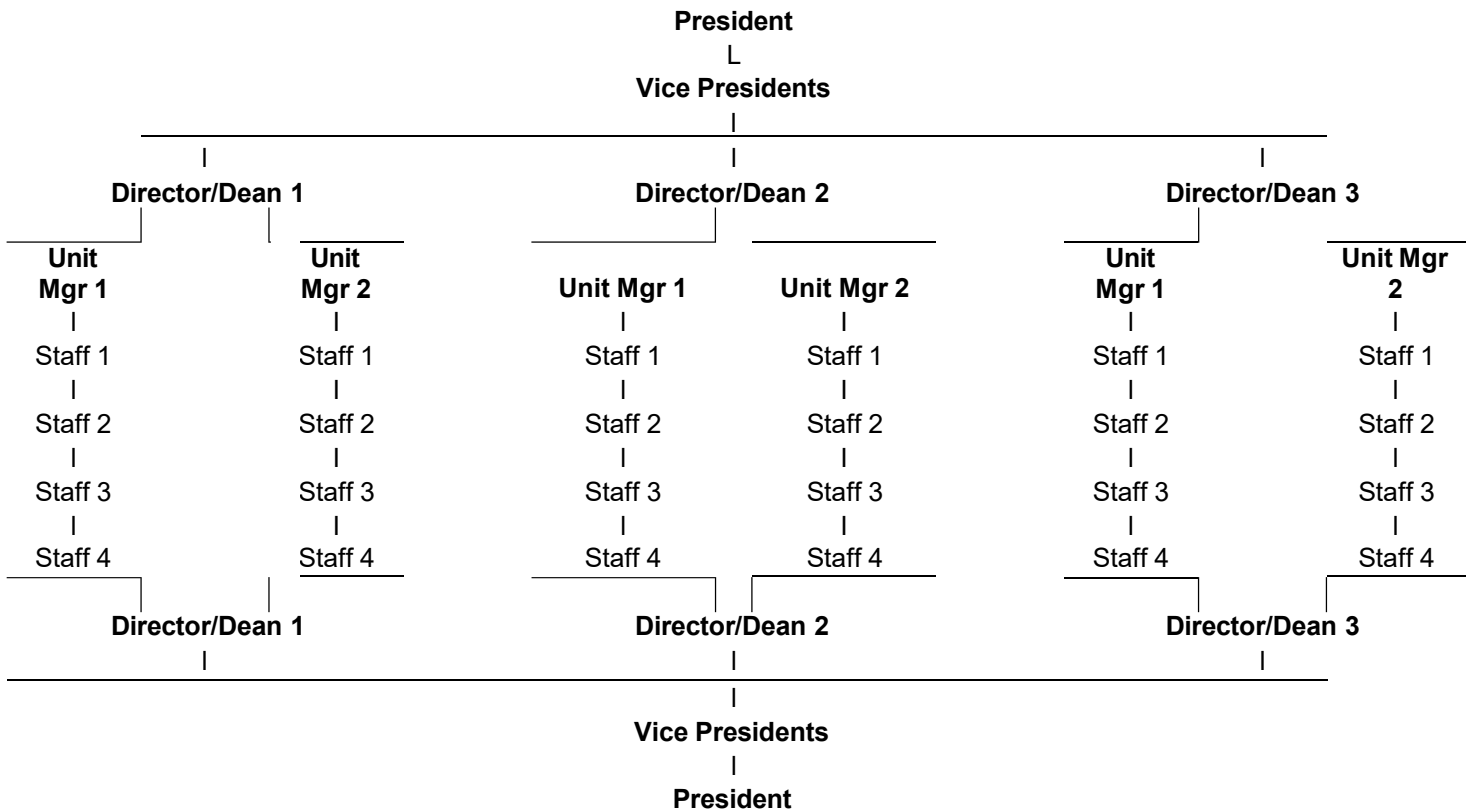 President
L
Vice Presidents
|
| | |
Director/Dean 1 Director/Dean 2 Director/Dean 3
Unit Unit Unit Unit Mgr
Mgr 1 Mgr 2 Unit Mgr 1 Unit Mgr 2 Mgr 1 2
| | | | | |
Staff 1 Staff 1 Staff 1 Staff 1 Staff 1 Staff 1
| | | | | |
Staff 2 Staff 2 Staff 2 Staff 2 Staff 2 Staff 2
| | | | | |
Staff 3 Staff 3 Staff 3 Staff 3 Staff 3 Staff 3
| | | | | |
Staff 4 Staff 4 Staff 4 Staff 4 Staff 4 Staff 4
Director/Dean 1 Director/Dean 2 Director/Dean 3
| | |
|
Vice Presidents
|
President